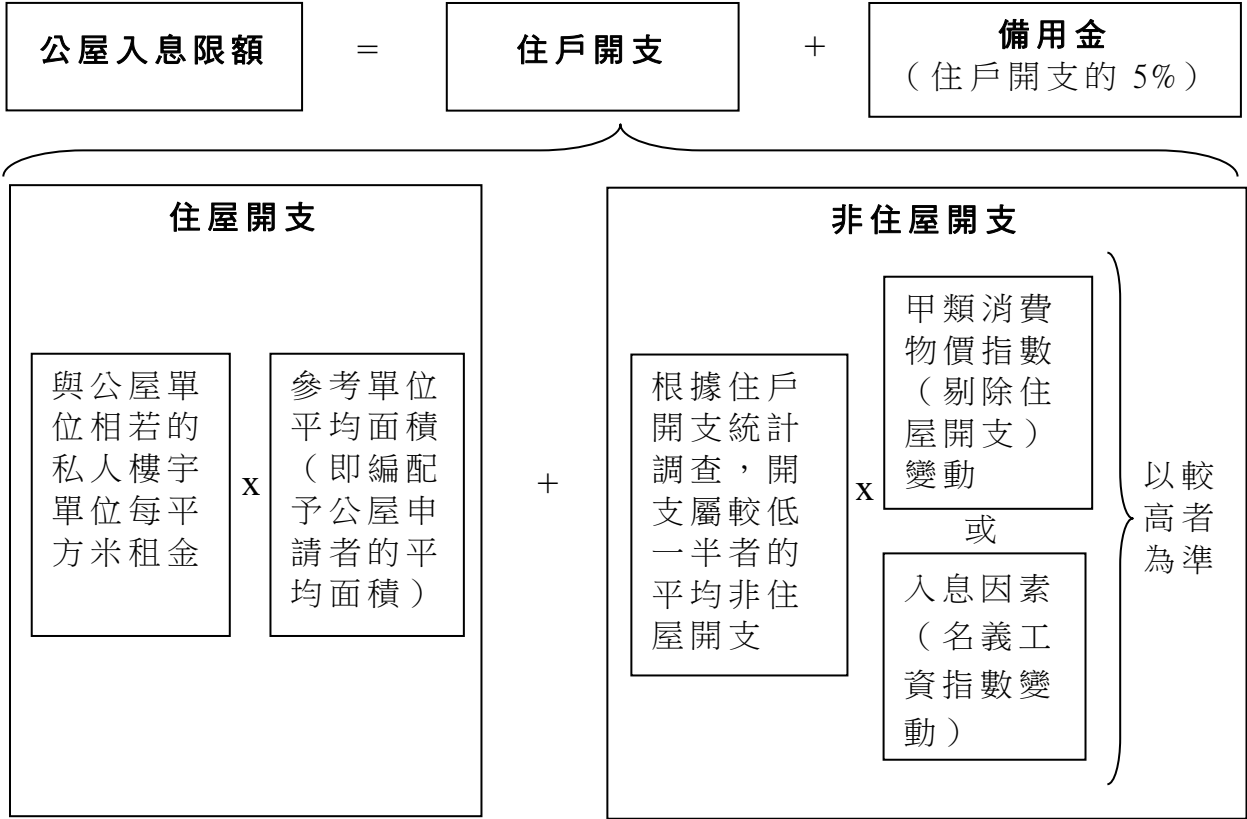 公屋入息限額 = 住戶開支 + 備用金
（住戶開支的 5%）
住屋開支
與公屋單
位相若的
私人樓宇
單位每平
方米租金
x
參考單位
平均面積
（即編配
予公屋申
請者的平
均面積）
+
非住屋開支
根據住戶
開支統計
調查，開
支屬較低
一半者的
平均非住
屋開支
x
甲類消費
物價指數
（剔除住
屋開支）
變動
或
入息因素
（名義工
資指數變
動）
以較
高者
為準